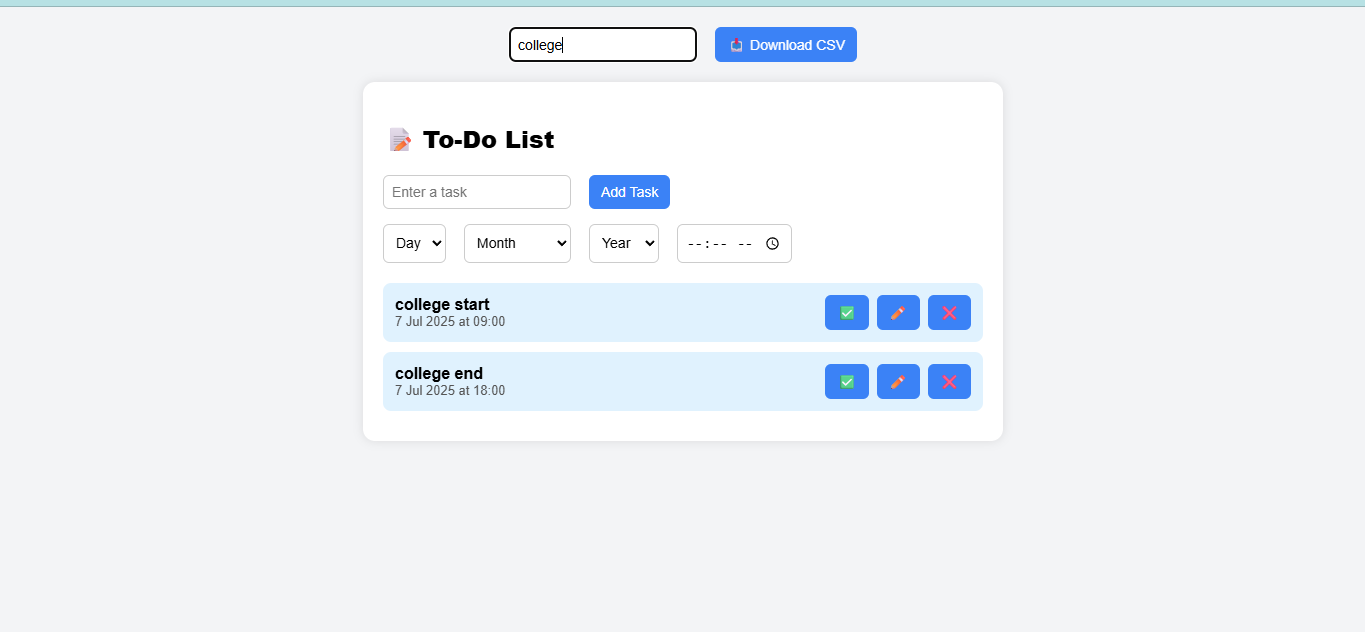 college
Download CSV
To-Do List
Enter a task
Add Task
Day
Month
Year
--:-- --
college start
7 Jul 2025 at 09:00
college end
7 Jul 2025 at 18:00